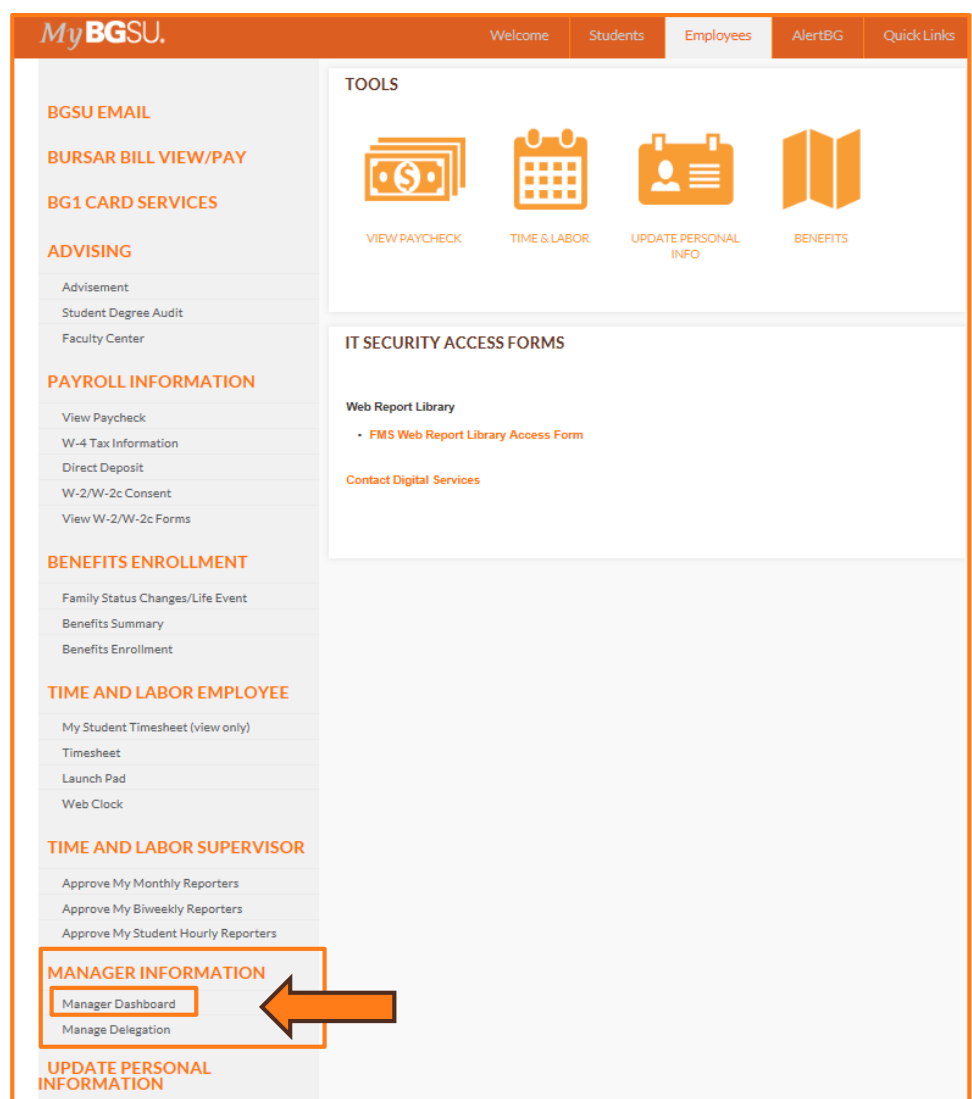 MyBGSU.
Welcome
Students
Employees
AlertBG
Quick Links
BGSU EMAIL
BURSAR BILL VIEW/PAY
BG1 CARD SERVICES
ADVISING
Advisement
Student Degree Audit
Faculty Center
PAYROLL INFORMATION
View Paycheck
W-4 Tax Information
Direct Deposit
W-2/W-2c Consent
View W-2/W-2c Forms
BENEFITS ENROLLMENT
Family Status Changes/Life Event
Benefits Summary
Benefits Enrollment
TIME AND LABOR EMPLOYEE
My Student Timesheet (view only)
Timesheet
Launch Pad
Web Clock
TIME AND LABOR SUPERVISOR
Approve My Monthly Reporters
Approve My Biweekly Reporters
Approve My Student Hourly Reporters
MANAGER INFORMATION
Manager Dashboard
Manage Delegation
UPDATE PERSONAL
INFORMATION
TOOLS
$
VIEW PAYCHECK
TIME & LABOR
UPDATE PERSONAL
INFO
BENEFITS
IT SECURITY ACCESS FORMS
Web Report Library
• FMS Web Report Library Access Form
Contact Digital Services